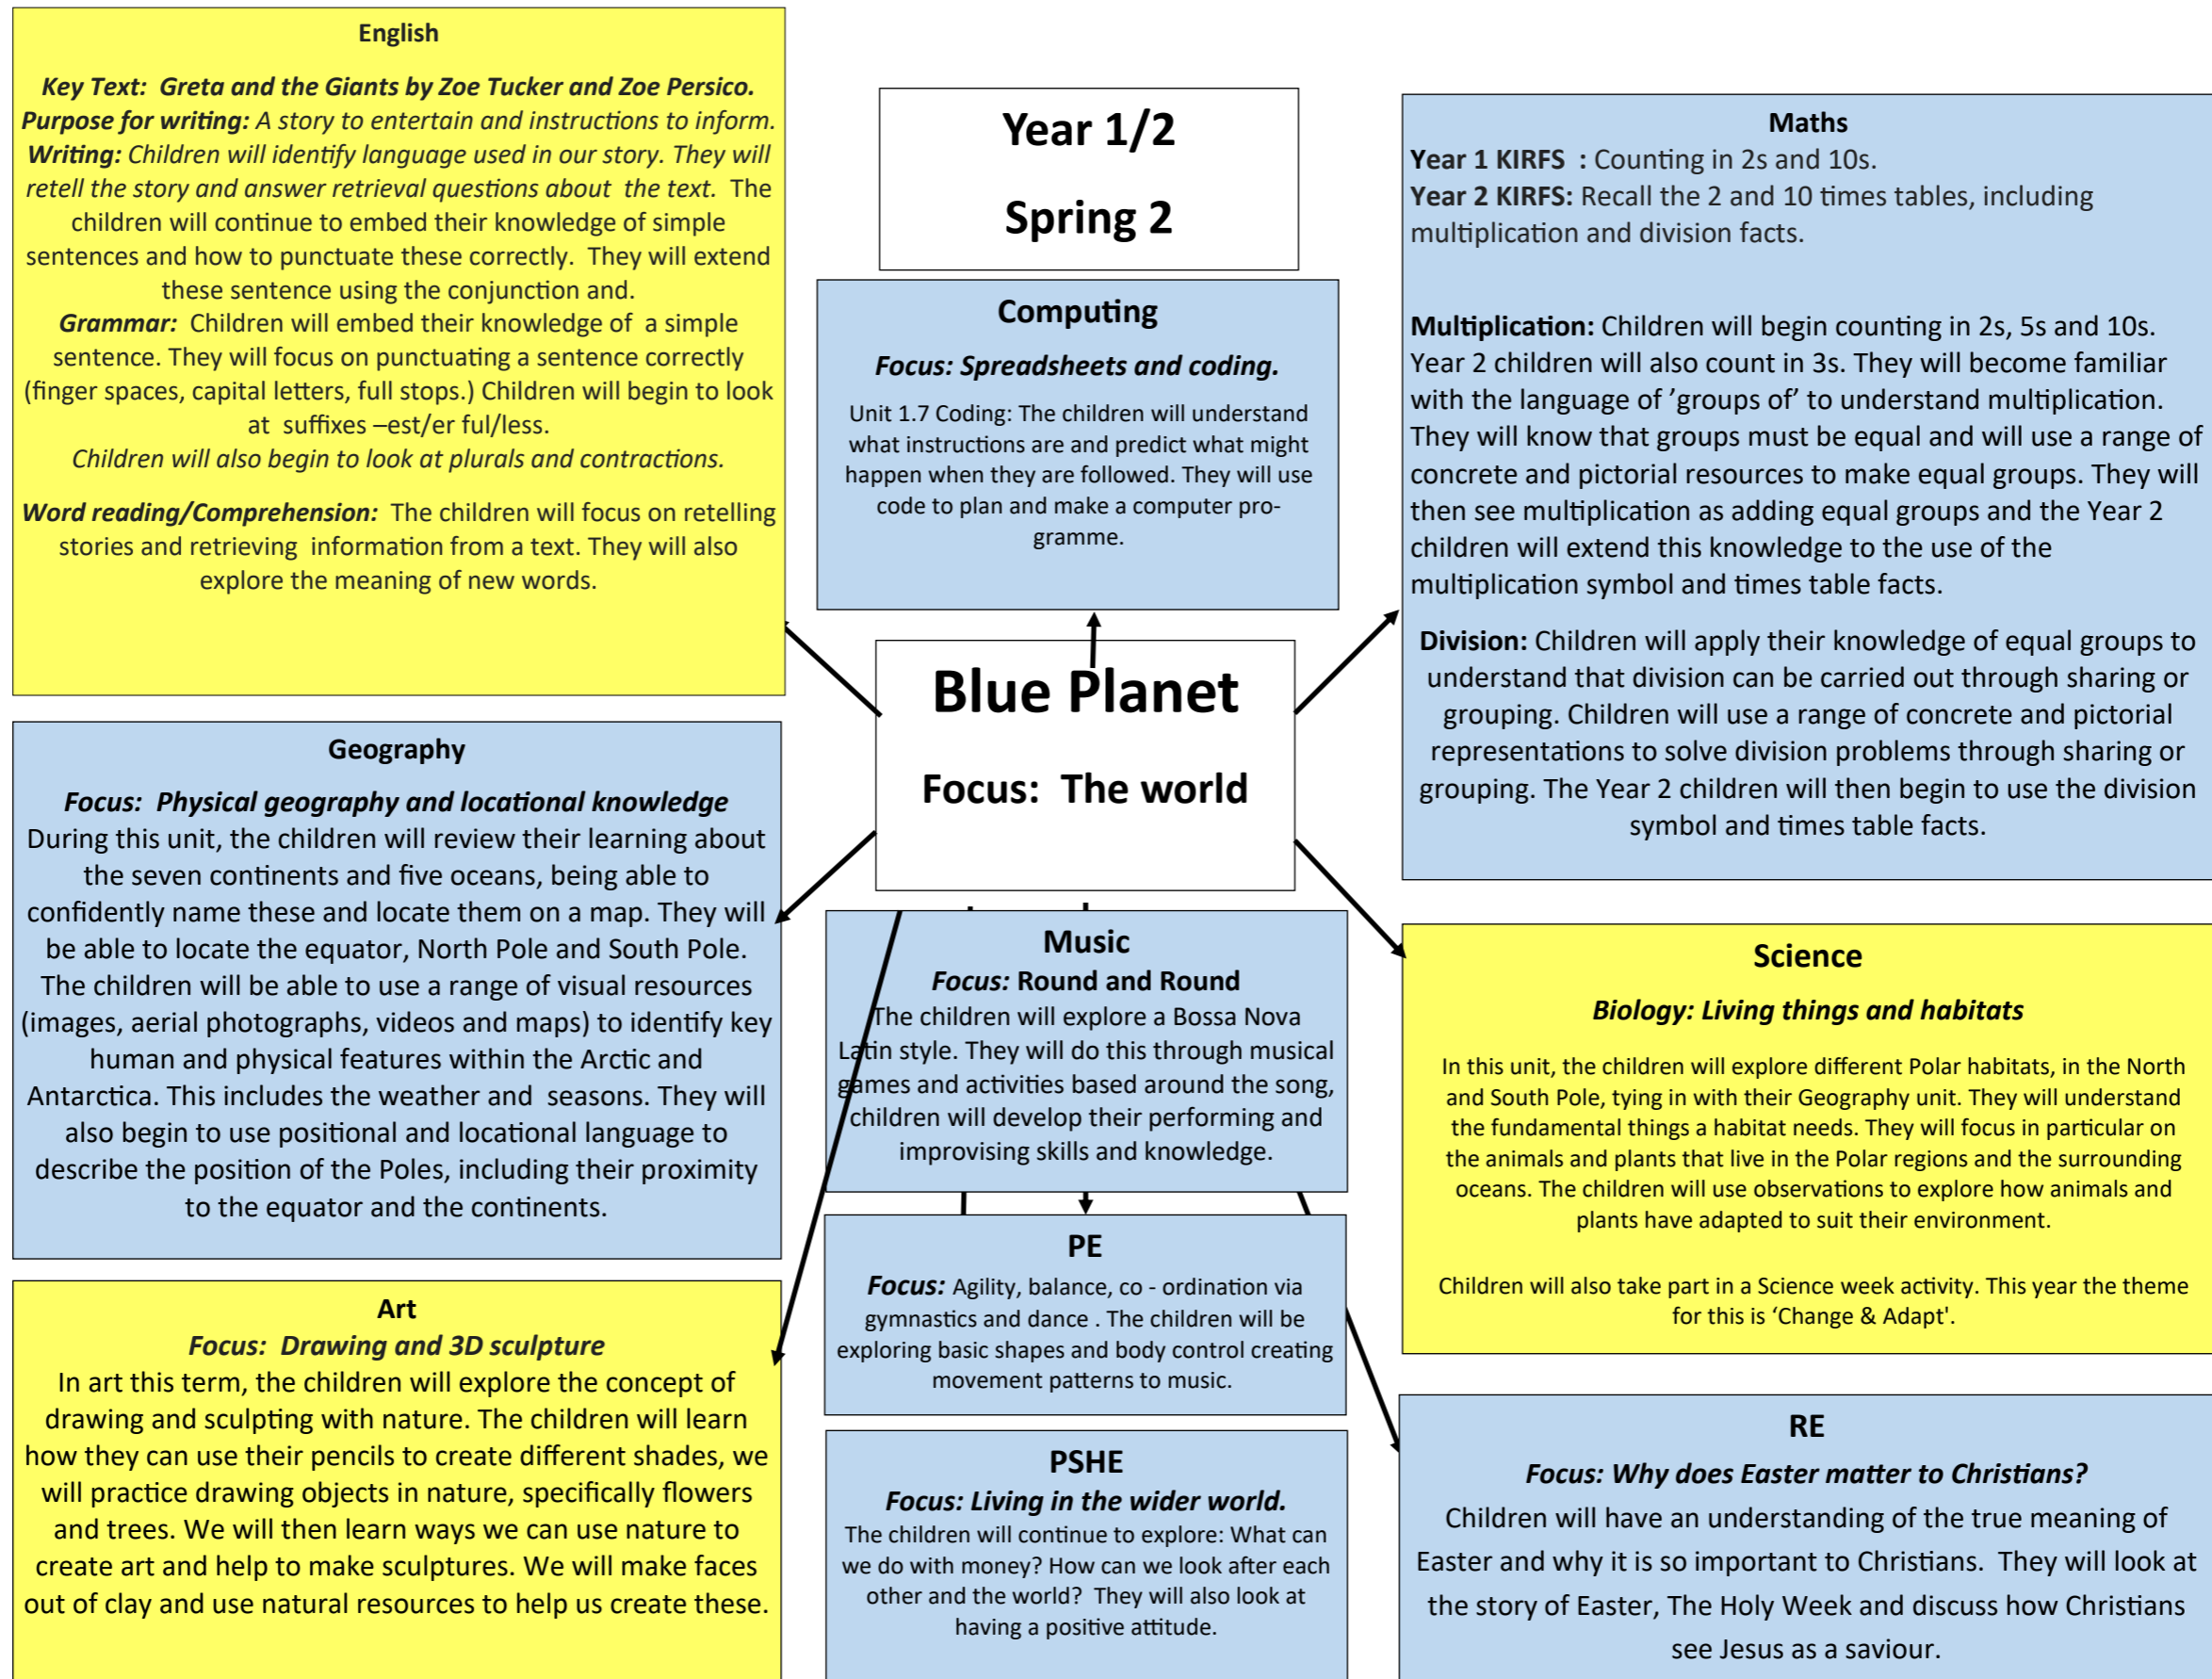 English
Key Text:  Greta and the Giants by Zoe Tucker and Zoe Persico.
Purpose for writing: A story to entertain and instructions to inform.
Writing: Children will identify language used in our story. They will
retell the story and answer retrieval questions about  the text.  The
children will continue to embed their knowledge of simple
sentences and how to punctuate these correctly.  They will extend
these sentence using the conjunction and.
Grammar:  Children will embed their knowledge of  a simple
sentence. They will focus on punctuating a sentence correctly
(finger spaces, capital letters, full stops.) Children will begin to look
at  suffixes –est/er ful/less.
Children will also begin to look at plurals and contractions.
Word reading/Comprehension:  The children will focus on retelling
stories and retrieving  information from a text. They will also
explore the meaning of new words.
Year 1/2
Spring 2
Computing
Focus: Spreadsheets and coding.
Unit 1.7 Coding: The children will understand
what instructions are and predict what might
happen when they are followed. They will use
code to plan and make a computer pro-
gramme.
Maths
Year 1 KIRFS  : Counting in 2s and 10s.
Year 2 KIRFS: Recall the 2 and 10 times tables, including
multiplication and division facts.
Multiplication: Children will begin counting in 2s, 5s and 10s.
Year 2 children will also count in 3s. They will become familiar
with the language of ’groups of’ to understand multiplication.
They will know that groups must be equal and will use a range of
concrete and pictorial resources to make equal groups. They will
then see multiplication as adding equal groups and the Year 2
children will extend this knowledge to the use of the
multiplication symbol and times table facts.
Division: Children will apply their knowledge of equal groups to
understand that division can be carried out through sharing or
grouping. Children will use a range of concrete and pictorial
representations to solve division problems through sharing or
grouping. The Year 2 children will then begin to use the division
symbol and times table facts.
Blue Planet
Focus:  The world
Geography
Focus:  Physical geography and locational knowledge
During this unit, the children will review their learning about
the seven continents and five oceans, being able to
confidently name these and locate them on a map. They will
be able to locate the equator, North Pole and South Pole.
The children will be able to use a range of visual resources
(images, aerial photographs, videos and maps) to identify key
human and physical features within the Arctic and
Antarctica. This includes the weather and  seasons. They will
also begin to use positional and locational language to
describe the position of the Poles, including their proximity
to the equator and the continents.
Music
Focus: Round and Round
The children will explore a Bossa Nova
Latin style. They will do this through musical
games and activities based around the song,
children will develop their performing and
improvising skills and knowledge.
Science
Biology: Living things and habitats
In this unit, the children will explore different Polar habitats, in the North
and South Pole, tying in with their Geography unit. They will understand
the fundamental things a habitat needs. They will focus in particular on
the animals and plants that live in the Polar regions and the surrounding
oceans. The children will use observations to explore how animals and
plants have adapted to suit their environment.
Children will also take part in a Science week activity. This year the theme
for this is ‘Change & Adapt'.
PE
Focus: Agility, balance, co - ordination via
gymnastics and dance . The children will be
exploring basic shapes and body control creating
movement patterns to music.
Art
Focus:  Drawing and 3D sculpture
In art this term, the children will explore the concept of
drawing and sculpting with nature. The children will learn
how they can use their pencils to create different shades, we
will practice drawing objects in nature, specifically flowers
and trees. We will then learn ways we can use nature to
create art and help to make sculptures. We will make faces
out of clay and use natural resources to help us create these.
PSHE
Focus: Living in the wider world.
The children will continue to explore: What can
we do with money? How can we look after each
other and the world?  They will also look at
having a positive attitude.
RE
Focus: Why does Easter matter to Christians?
Children will have an understanding of the true meaning of
Easter and why it is so important to Christians.  They will look at
the story of Easter, The Holy Week and discuss how Christians
see Jesus as a saviour.